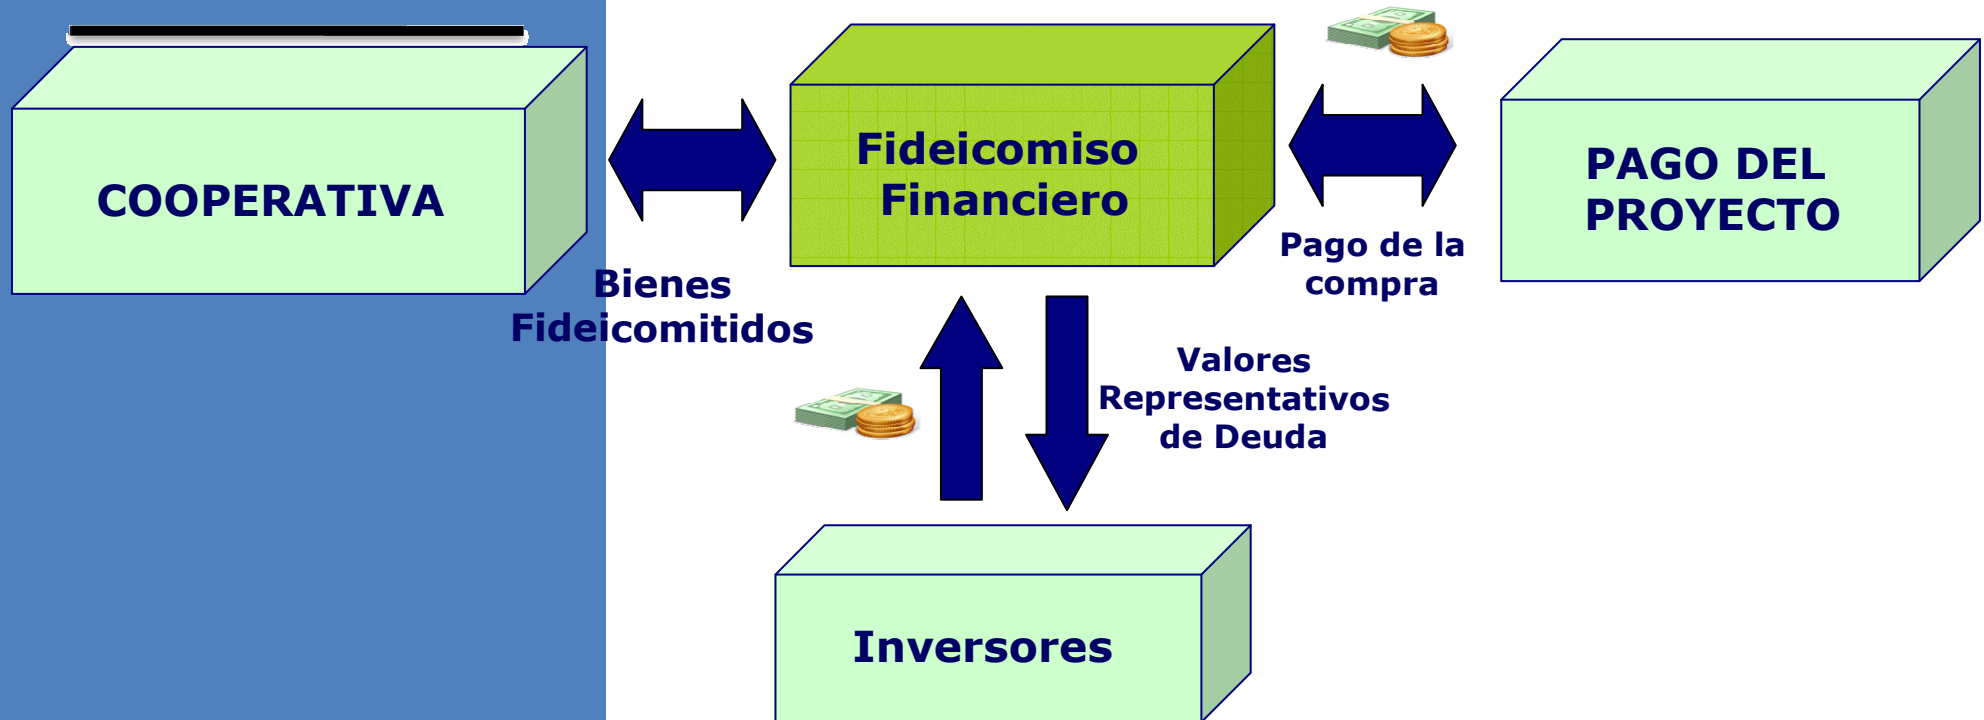 COOPERATIVA
Bienes
Fideicomitidos
Fideicomiso
Financiero
Pago de la
compra
PAGO DEL
PROYECTO
Valores
Representativos
de Deuda
Inversores